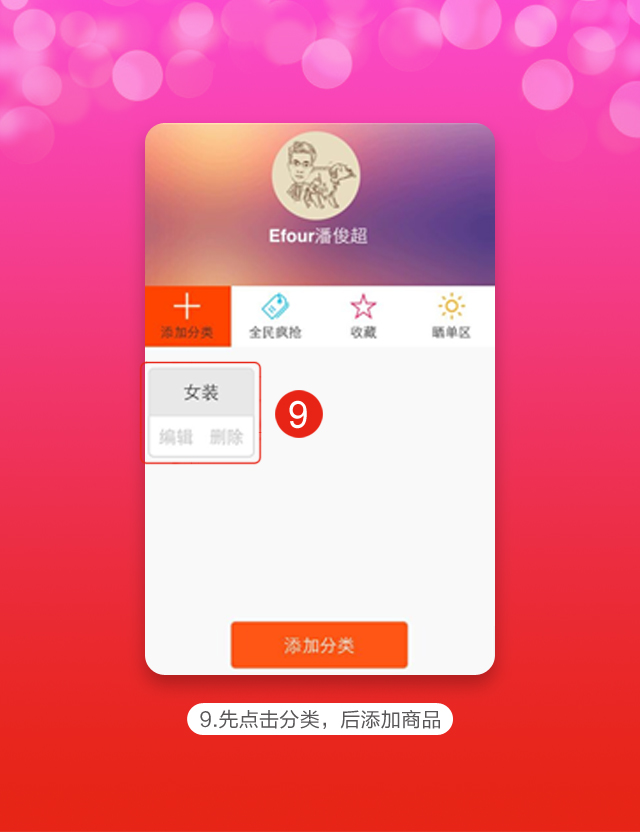 Efour潘俊超
添加分类
全民疯抢
收藏
晒单区
女装
编辑 删除
9
添加分类
9.先点击分类，后添加商品